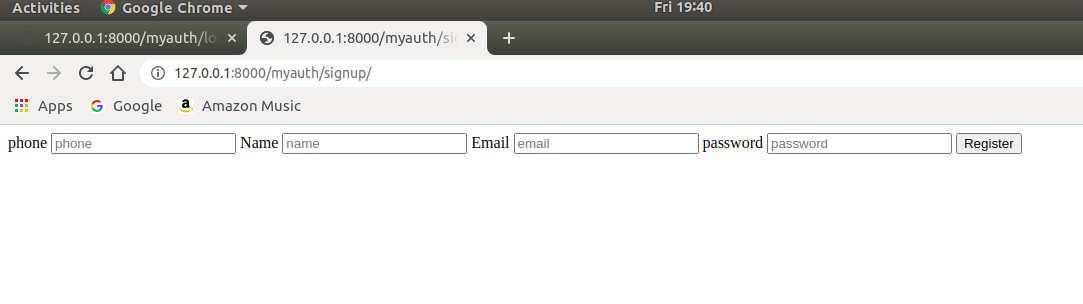 Activities Google Chrome Fri 19:40
127.0.0.1:8000/myauth/lo 127.0.0.1:8000/myauth/si
127.0.0.1:8000/myauth/signup/
Apps Google Amazon Music
phone phone Name name Email email password password Register